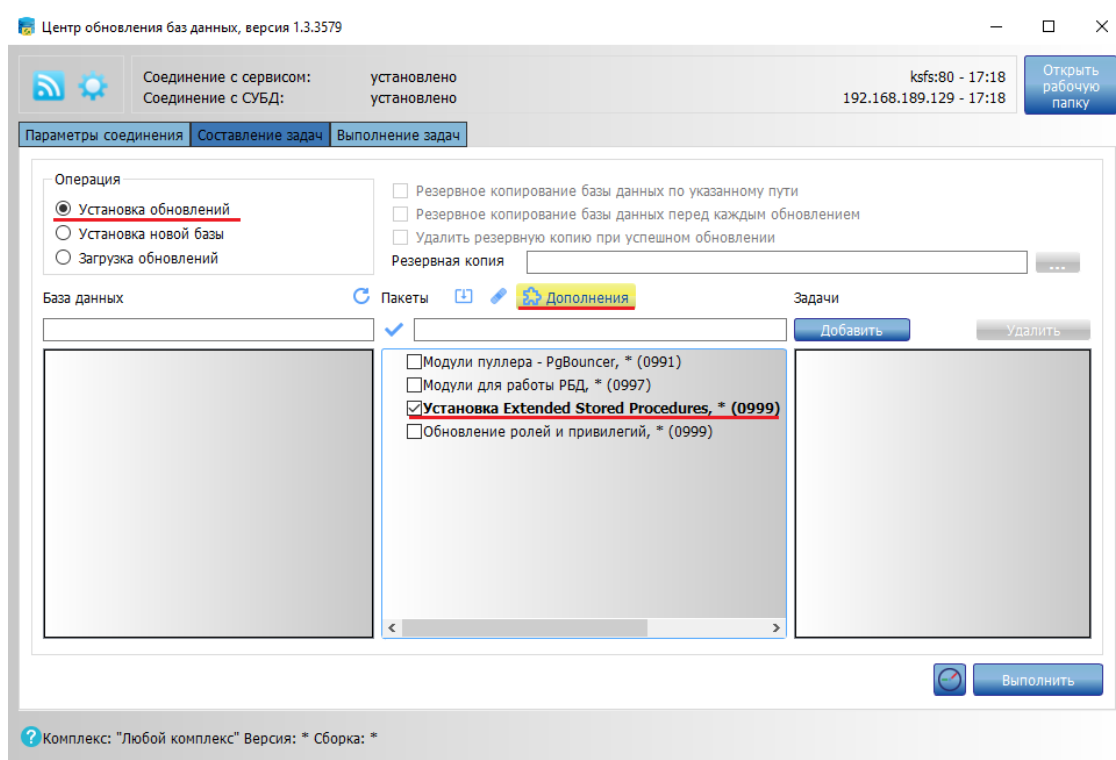 Центр обновления баз данных, версия 1.3.3579
Соединение с сервисом: установлено
Соединение с СУБД: установлено
ksfs:80 - 17:18
192.168.189.129 - 17:18
Открыть
рабочую
папку
Параметры соединения Составление задач Выполнение задач
Операция
Установка обновлений
Установка новой базы
Загрузка обновлений
Резервное копирование базы данных по указанному пути
Резервное копирование базы данных перед каждым обновлением
Удалить резервную копию при успешном обновлении
Резервная копия ...
База данных Пакеты Дополнения Задачи
Добавить Удалить
Модули пуллера - PgBouncer, * (0991)
Модули для работы РБД, * (0997)
Установка Extended Stored Procedures, * (0999)
Обновление ролей и привилегий, * (0999)
Выполнить
?Комплекс: "Любой комплекс" Версия: * Сборка: *